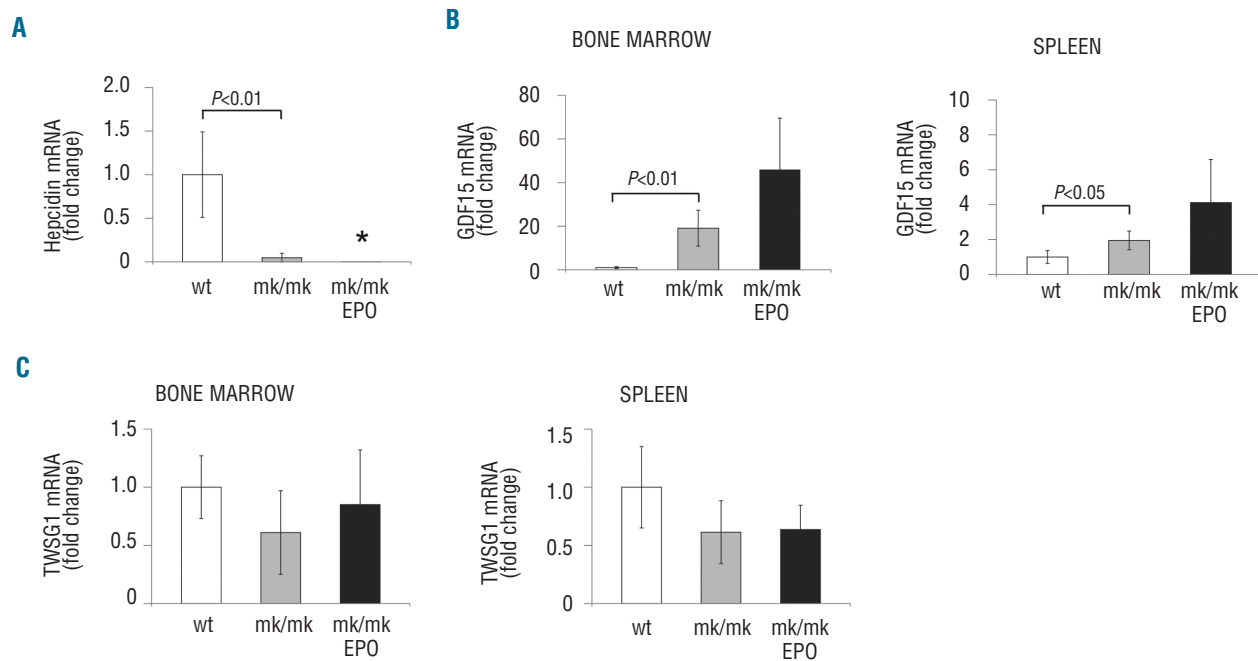 A
Hepcidin mRNA
(fold change)
2.0
1.5
1.0
0.5
0
P<0.01
*
wt
mk/mk
mk/mk
EPO
B
BONE MARROW
GDF15 mRNA
(fold change)
80
60
40
20
0
P<0.01
wt
mk/mk
mk/mk
EPO
SPLEEN
GDF15 mRNA
(fold change)
10
8
6
4
2
0
P<0.05
wt
mk/mk
mk/mk
EPO
C
BONE MARROW
TWSG1 mRNA
(fold change)
1.5
1.0
0.5
0
wt
mk/mk
mk/mk
EPO
SPLEEN
TWSG1 mRNA
(fold change)
1.5
1.0
0.5
0
wt
mk/mk
mk/mk
EPO